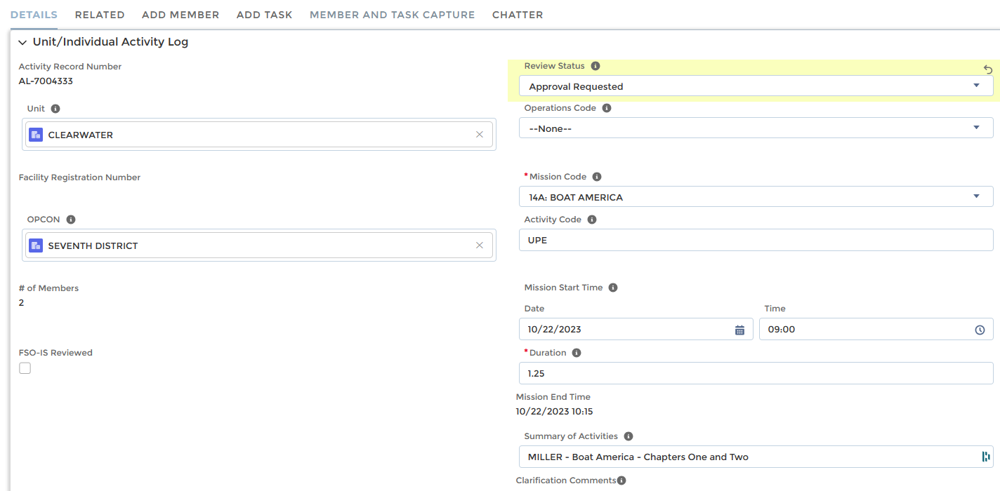 DETAILS RELATED ADD MEMBER ADD TASK MEMBER AND TASK CAPTURE CHATTER
Unit/Individual Activity Log
Activity Record Number
AL-7004333
Unit
CLEARWATER
Facility Registration Number
OPCON
SEVENTH DISTRICT
# of Members
2
FSO-IS Reviewed
Review Status
Approval Requested
Operations Code
--None--
*Mission Code
14A: BOAT AMERICA
Activity Code
UPE
Mission Start Time
Date Time
10/22/2023 09:00
*Duration
1.25
Mission End Time
10/22/2023 10:15
Summary of Activities
MILLER - Boat America - Chapters One and Two
Clarification Comments